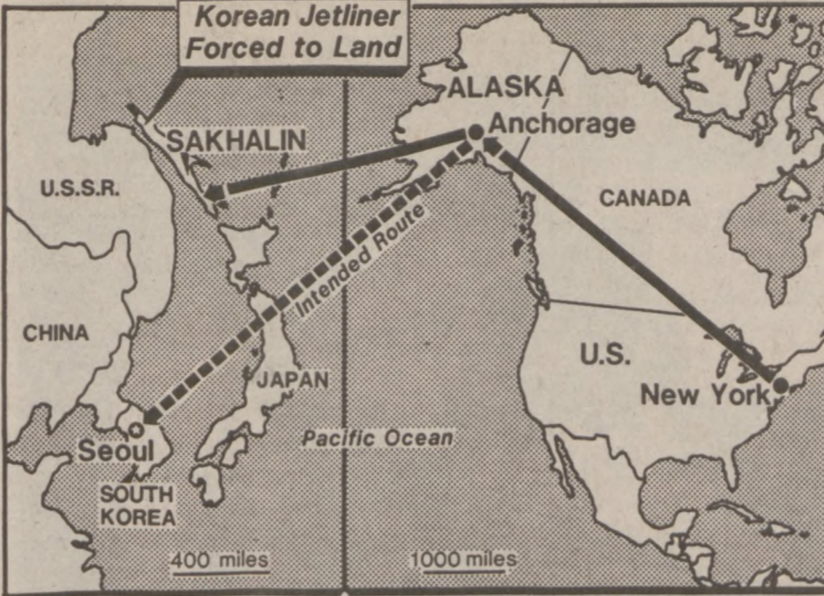 Korean Jetliner
Forced to Land
ALASKA
Anchorage
SAKHALIN
U.S.S.R.
CANADA
Intended Route
CHINA
U.S.
JAPAN
New York
Pacific Ocean
Seoul
SOUTH
KOREA
400 miles
1000 miles